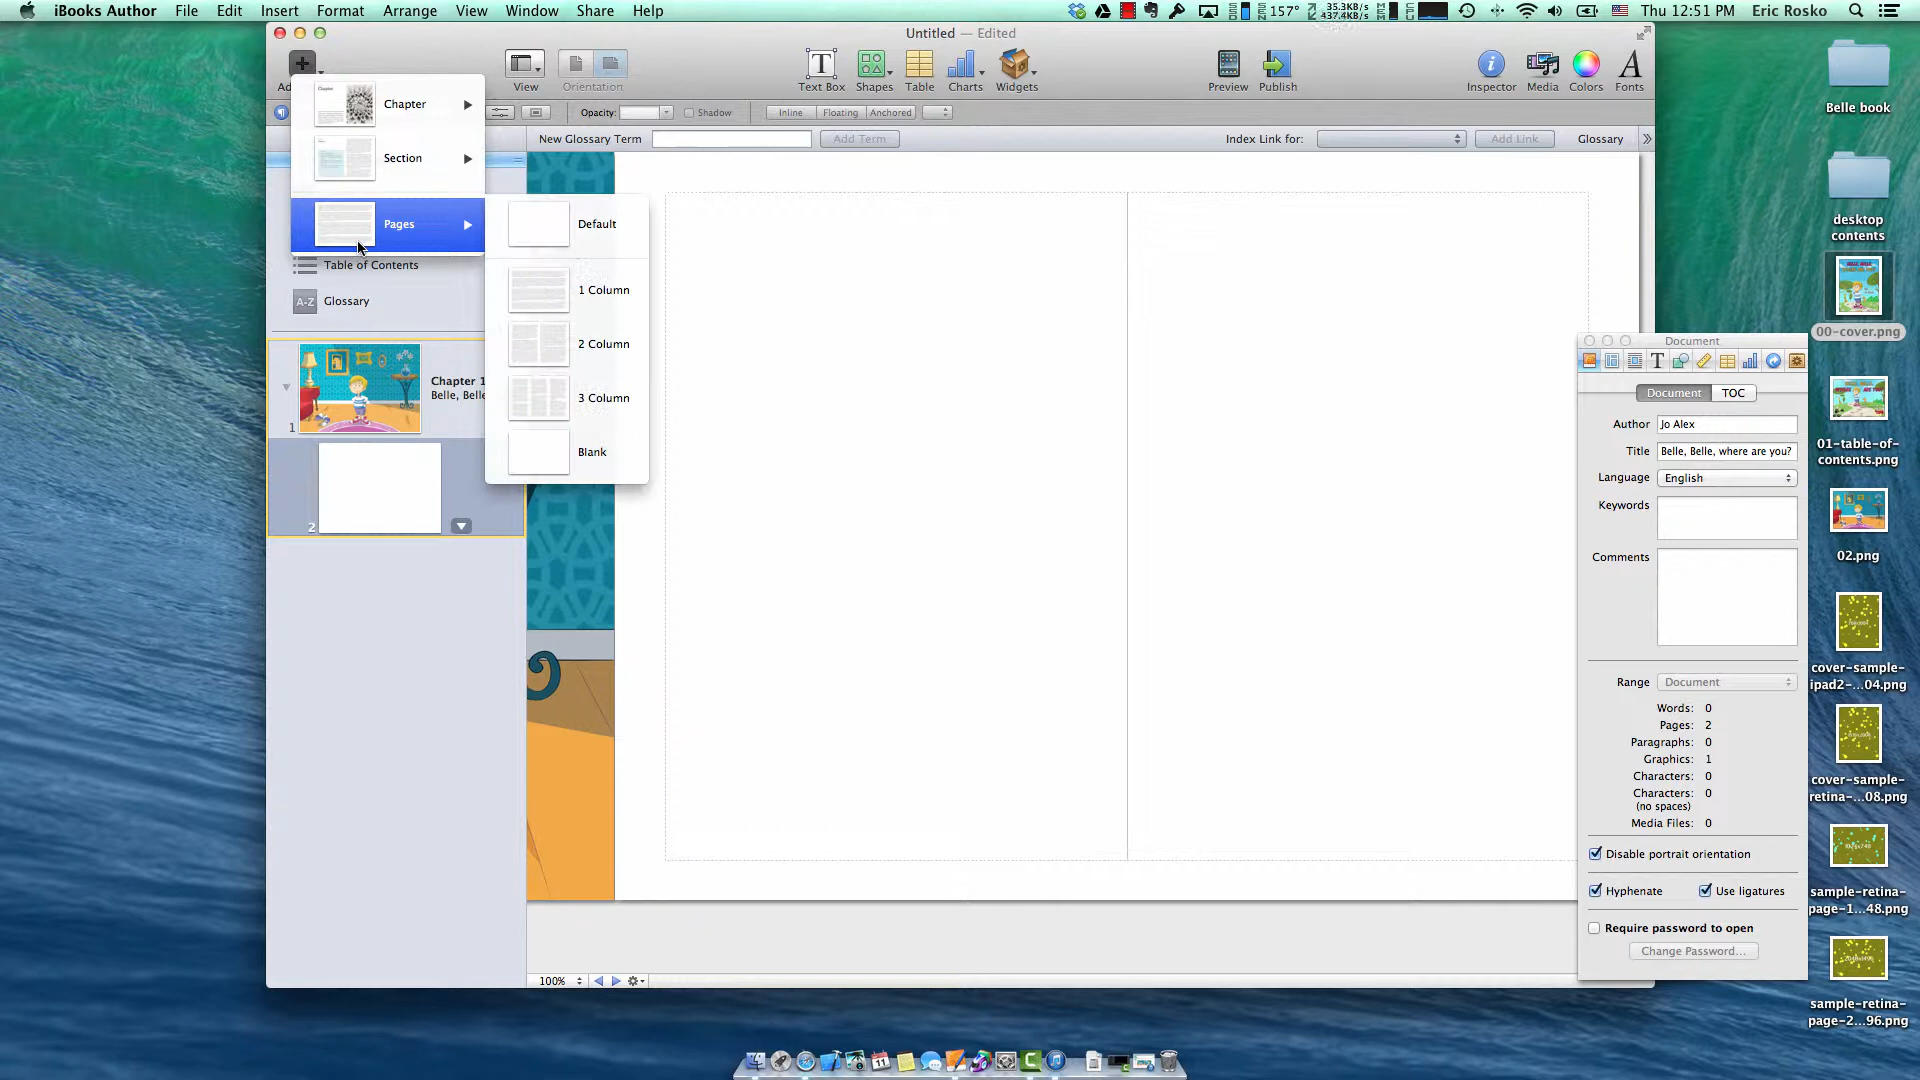 iBooks Author File Edit Insert Format Arrange View Window Share Help
157° 35.3KB/s 437.4KB/s Thu 12:51 PM Eric Rosko
Untitled — Edited
View Orientation Text Box Shapes Table Charts Widgets Preview Publish Inspector Media Colors Fonts
Opacity: Shadow Inline Floating Anchored
New Glossary Term Add Term Index Link for: Add Link Glossary
Chapter
Section
Pages
Default
1 Column
2 Column
3 Column
Blank
Table of Contents
A-Z Glossary
Chapter 1
Belle, Belle
1
2
100%
Document
Document TOC
Author Jo Alex
Title Belle, Belle, where are you?
Language English
Keywords
Comments
Range Document
Words: 0
Pages: 2
Paragraphs: 0
Graphics: 1
Characters: 0
Characters: 0
(no spaces)
Media Files: 0
Disable portrait orientation
Hyphenate Use ligatures
Require password to open
Change Password...
Belle book
desktop
contents
00-cover.png
01-table-of-
contents.png
02.png
cover-sample-
ipad2-...04.png
cover-sample-
retina-...08.png
sample-retina-
page-1...48.png
sample-retina-
page-2...96.png